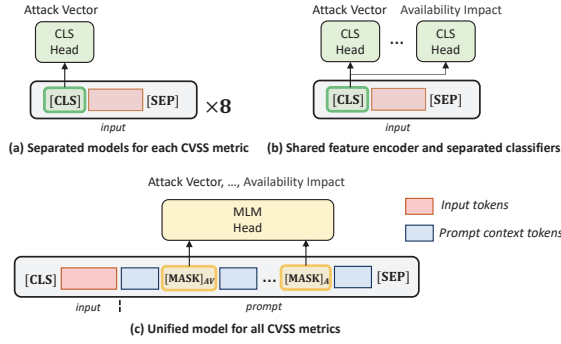 Attack Vector
CLS
Head
[CLS]
[SEP]
×8
input
(a) Separated models for each CVSS metric
Attack Vector
Availability Impact
CLS
Head
...
CLS
Head
[CLS]
[SEP]
input
(b) Shared feature encoder and separated classifiers
Attack Vector, ..., Availability Impact
MLM
Head
Input tokens
Prompt context tokens
[CLS]
[MASK]AV
...
[MASK]A
[SEP]
input
prompt
(c) Unified model for all CVSS metrics